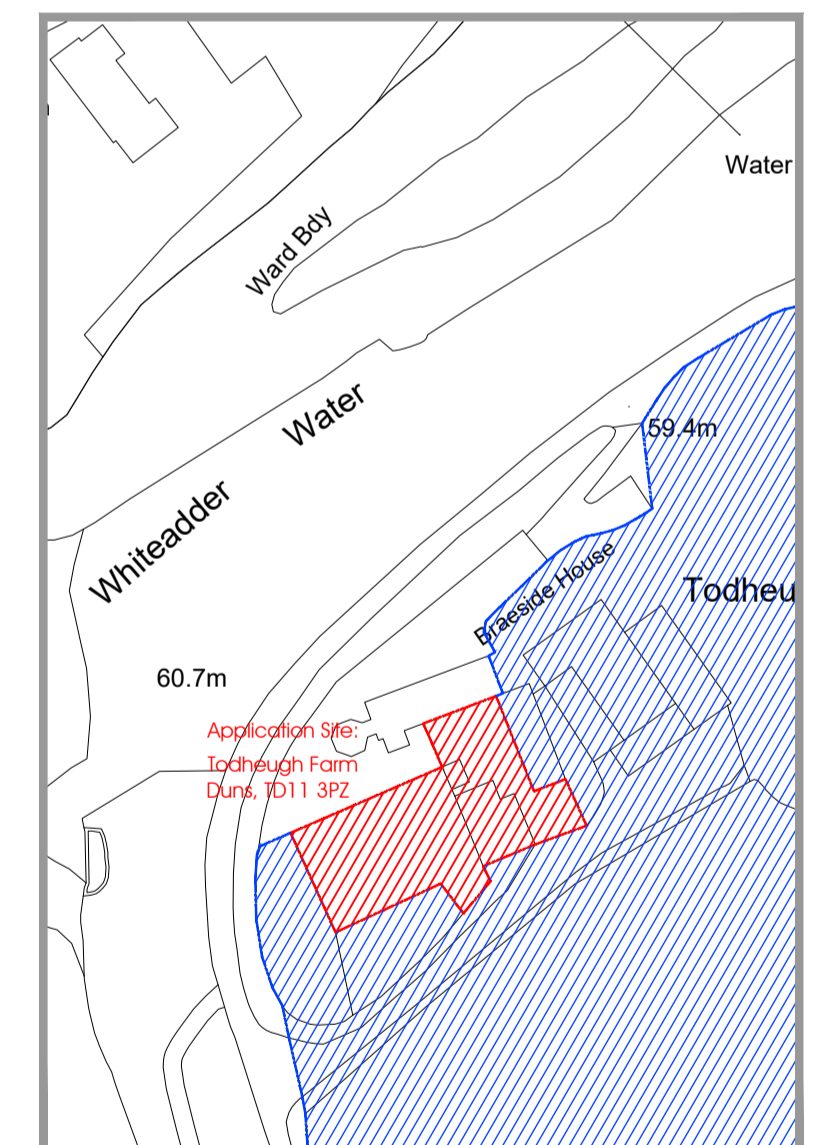 Water
Ward Bdy
Water
59.4m
Whiteadder
Braeside House
Todheu
60.7m
Application Site:
Todheugh Farm
Duns, TD11 3PZ